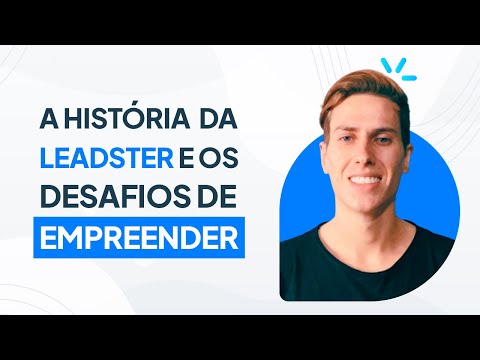 A HISTÓRIA DA
LEADSTER E OS
DESAFIOS DE
EMPREENDER